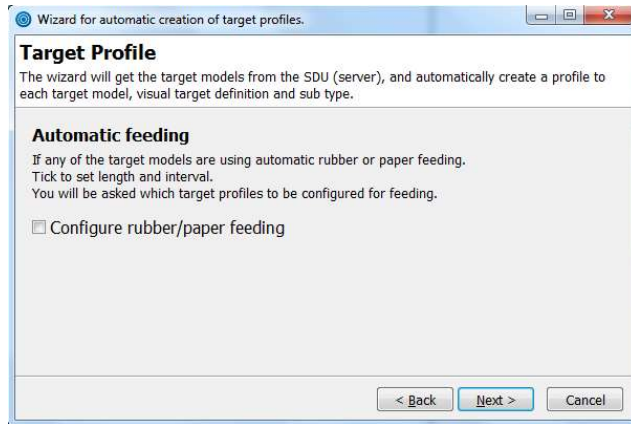 Wizard for automatic creation of target profiles.
Target Profile
The wizard will get the target models from the SDU (server), and automatically create a profile to
each target model, visual target definition and sub type.
Automatic feeding
If any of the target models are using automatic rubber or paper feeding.
Tick to set length and interval.
You will be asked which target profiles to be configured for feeding.
Configure rubber/paper feeding
< Back Next > Cancel